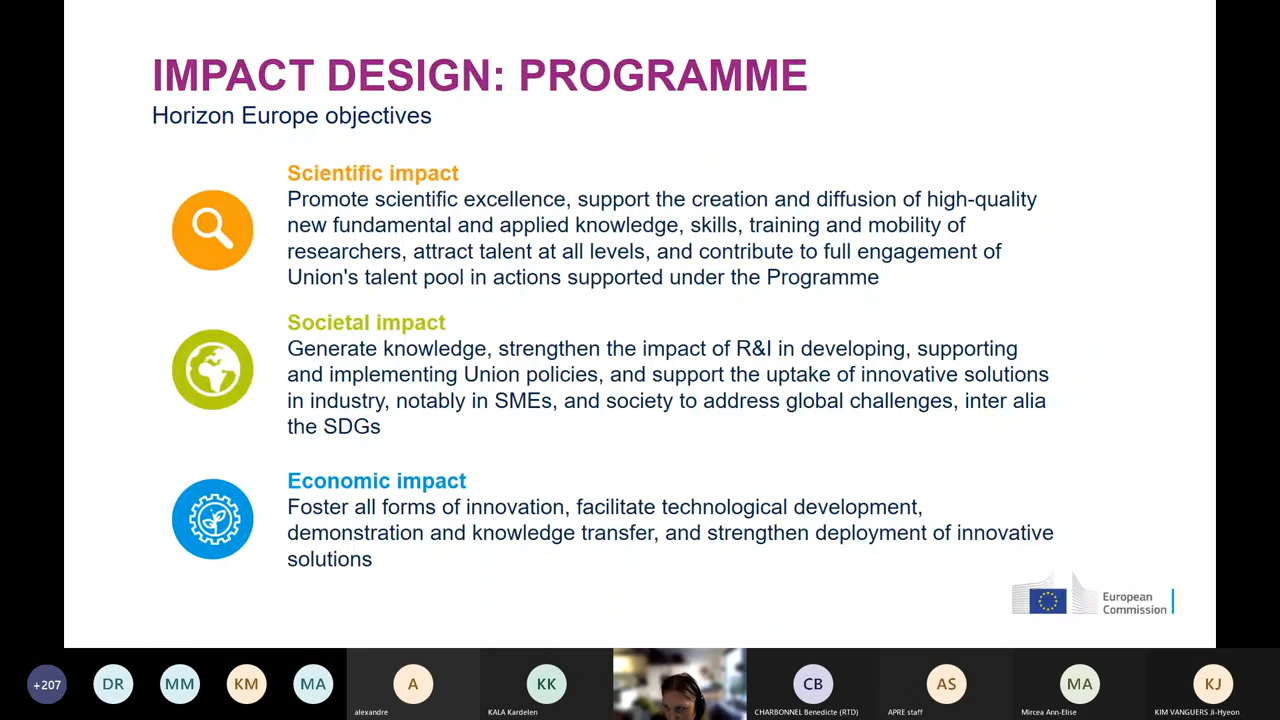 IMPACT DESIGN: PROGRAMME
Horizon Europe objectives
Scientific impact
Promote scientific excellence, support the creation and diffusion of high-quality
new fundamental and applied knowledge, skills, training and mobility of
researchers, attract talent at all levels, and contribute to full engagement of
Union's talent pool in actions supported under the Programme
Societal impact
Generate knowledge, strengthen the impact of R&I in developing, supporting
and implementing Union policies, and support the uptake of innovative solutions
in industry, notably in SMEs, and society to address global challenges, inter alia
the SDGs
Economic impact
Foster all forms of innovation, facilitate technological development,
demonstration and knowledge transfer, and strengthen deployment of innovative
solutions
European
Commission
+207 DR MM KM MA A KK CB AS MA KJ
alexandre KALA Kardelen CHARBONNEL Benedicte (RTD) APRE staff Mircea Ann-Elise KIM VANGUERS Ji-Hyeon